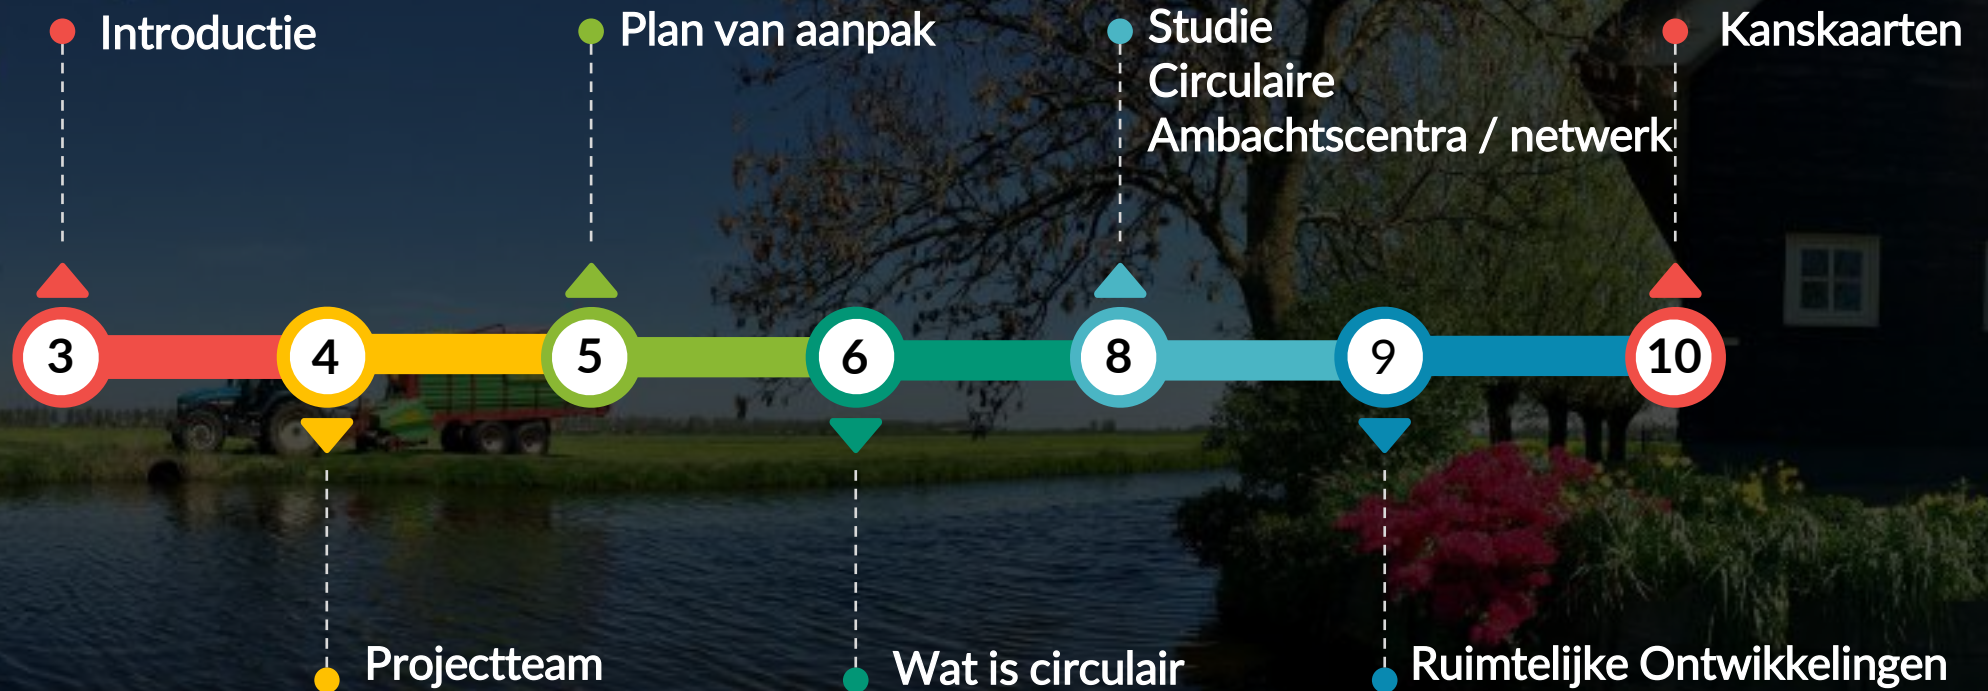 Introductie
Plan van aanpak
Studie
Circulaire
Ambachtscentra / netwerk
Kanskaarten
3
4
5
6
8
9
10
Projectteam
Wat is circulair
Ruimtelijke Ontwikkelingen